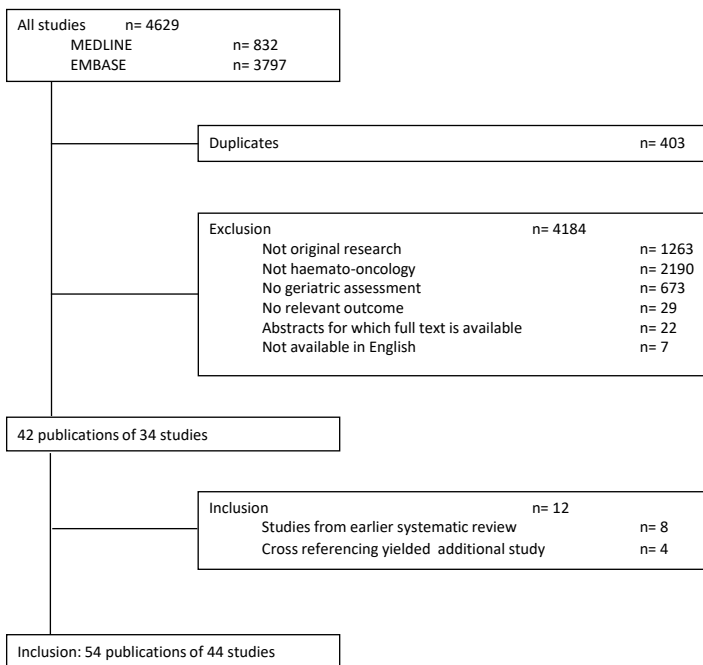 All studies n= 4629
MEDLINE n= 832
EMBASE n= 3797
Duplicates n= 403
Exclusion n= 4184
Not original research n= 1263
Not haemato-oncology n= 2190
No geriatric assessment n= 673
No relevant outcome n= 29
Abstracts for which full text is available n= 22
Not available in English n= 7
42 publications of 34 studies
Inclusion n= 12
Studies from earlier systematic review n= 8
Cross referencing yielded additional study n= 4
Inclusion: 54 publications of 44 studies